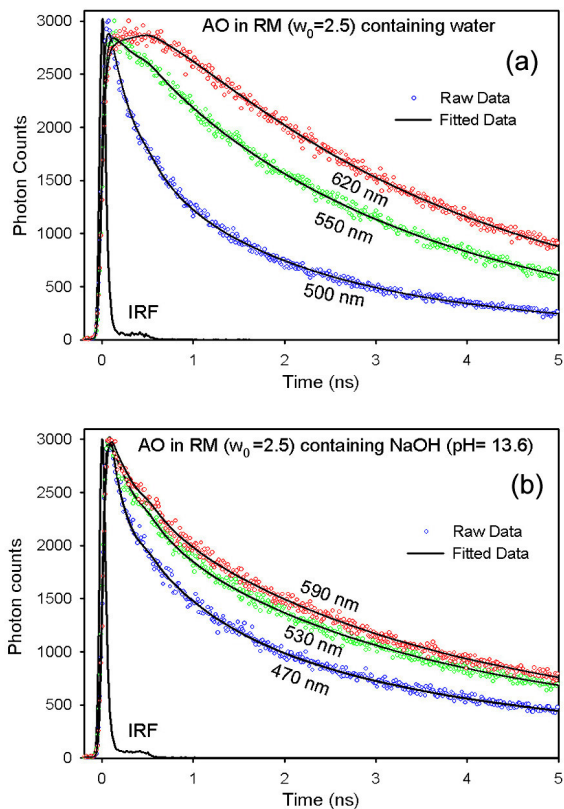 AO in RM (w0=2.5) containing water
(a)
Raw Data
Fitted Data
620 nm
550 nm
500 nm
IRF
Photon Counts
3000
2500
2000
1500
1000
500
0
0 1 2 3 4 5
Time (ns)
AO in RM (w0=2.5) containing NaOH (pH= 13.6)
(b)
Raw Data
Fitted Data
590 nm
530 nm
470 nm
IRF
Photon counts
3000
2500
2000
1500
1000
500
0
0 1 2 3 4 5
Time (ns)